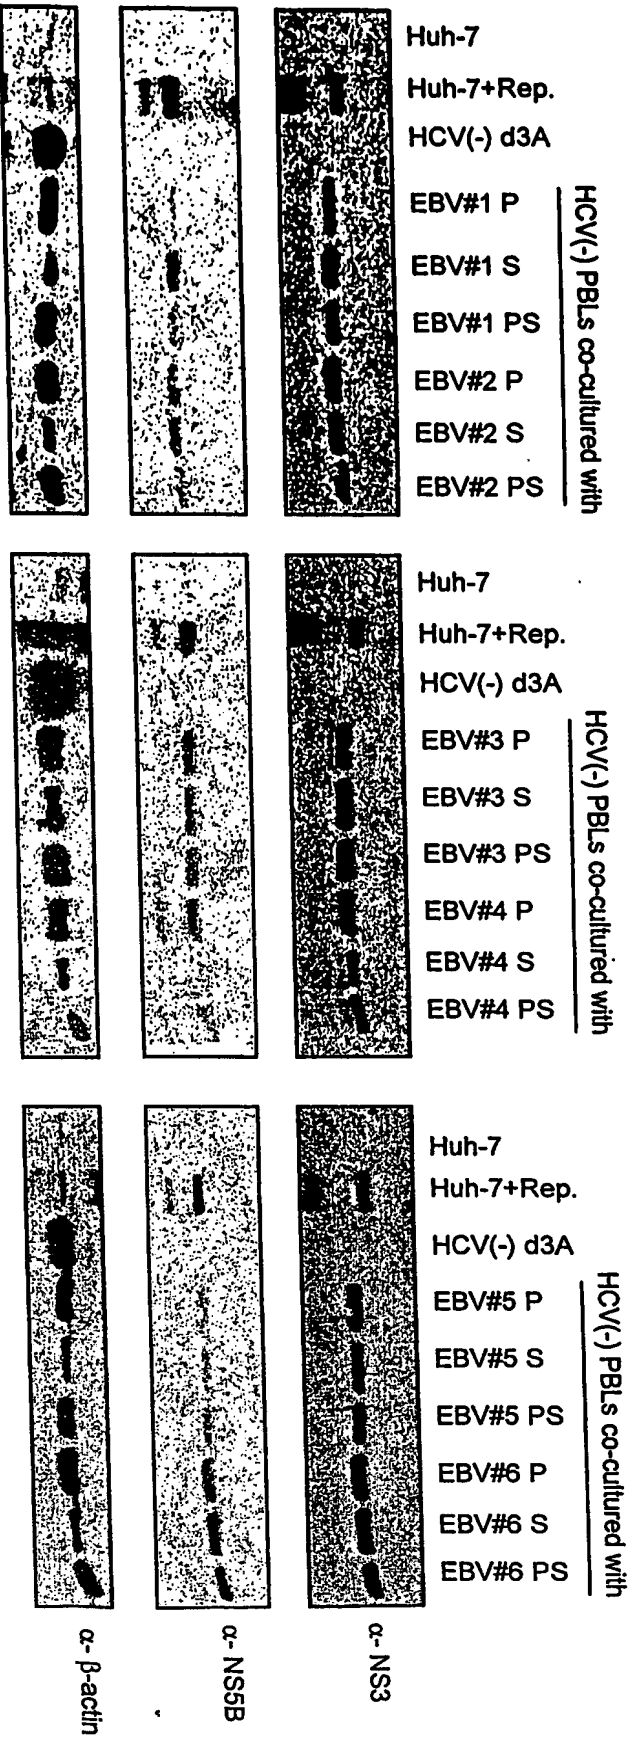 Huh-7
Huh-7+Rep.
HCV(-) d3A
EBV#1 P
EBV#1 S
EBV#1 PS
EBV#2 P
EBV#2 S
EBV#2 PS
HCV(-) PBLs co-cultured with
Huh-7
Huh-7+Rep.
HCV(-) d3A
EBV#3 P
EBV#3 S
EBV#3 PS
EBV#4 P
EBV#4 S
EBV#4 PS
HCV(-) PBLs co-cultured with
Huh-7
Huh-7+Rep.
HCV(-) d3A
EBV#5 P
EBV#5 S
EBV#5 PS
EBV#6 P
EBV#6 S
EBV#6 PS
HCV(-) PBLs co-cultured with
α- NS3
α- NS5B
α- β-actin